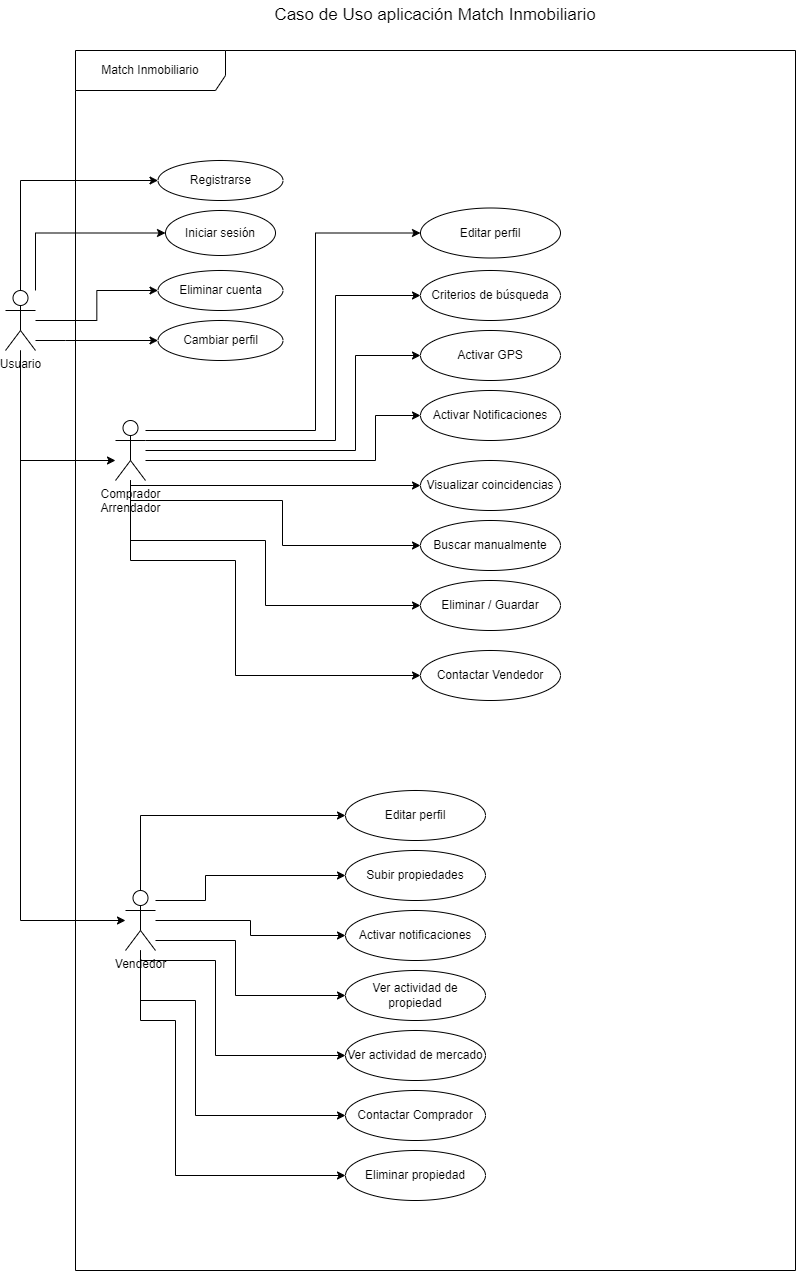 Caso de Uso aplicación Match Inmobiliario
Match Inmobiliario
Registrarse
Iniciar sesión
Eliminar cuenta
Cambiar perfil
Usuario
Editar perfil
Criterios de búsqueda
Activar GPS
Activar Notificaciones
Visualizar coincidencias
Buscar manualmente
Eliminar / Guardar
Contactar Vendedor
Comprador
Arrendador
Editar perfil
Subir propiedades
Activar notificaciones
Ver actividad de
propiedad
Ver actividad de mercado
Contactar Comprador
Eliminar propiedad
Vendedor